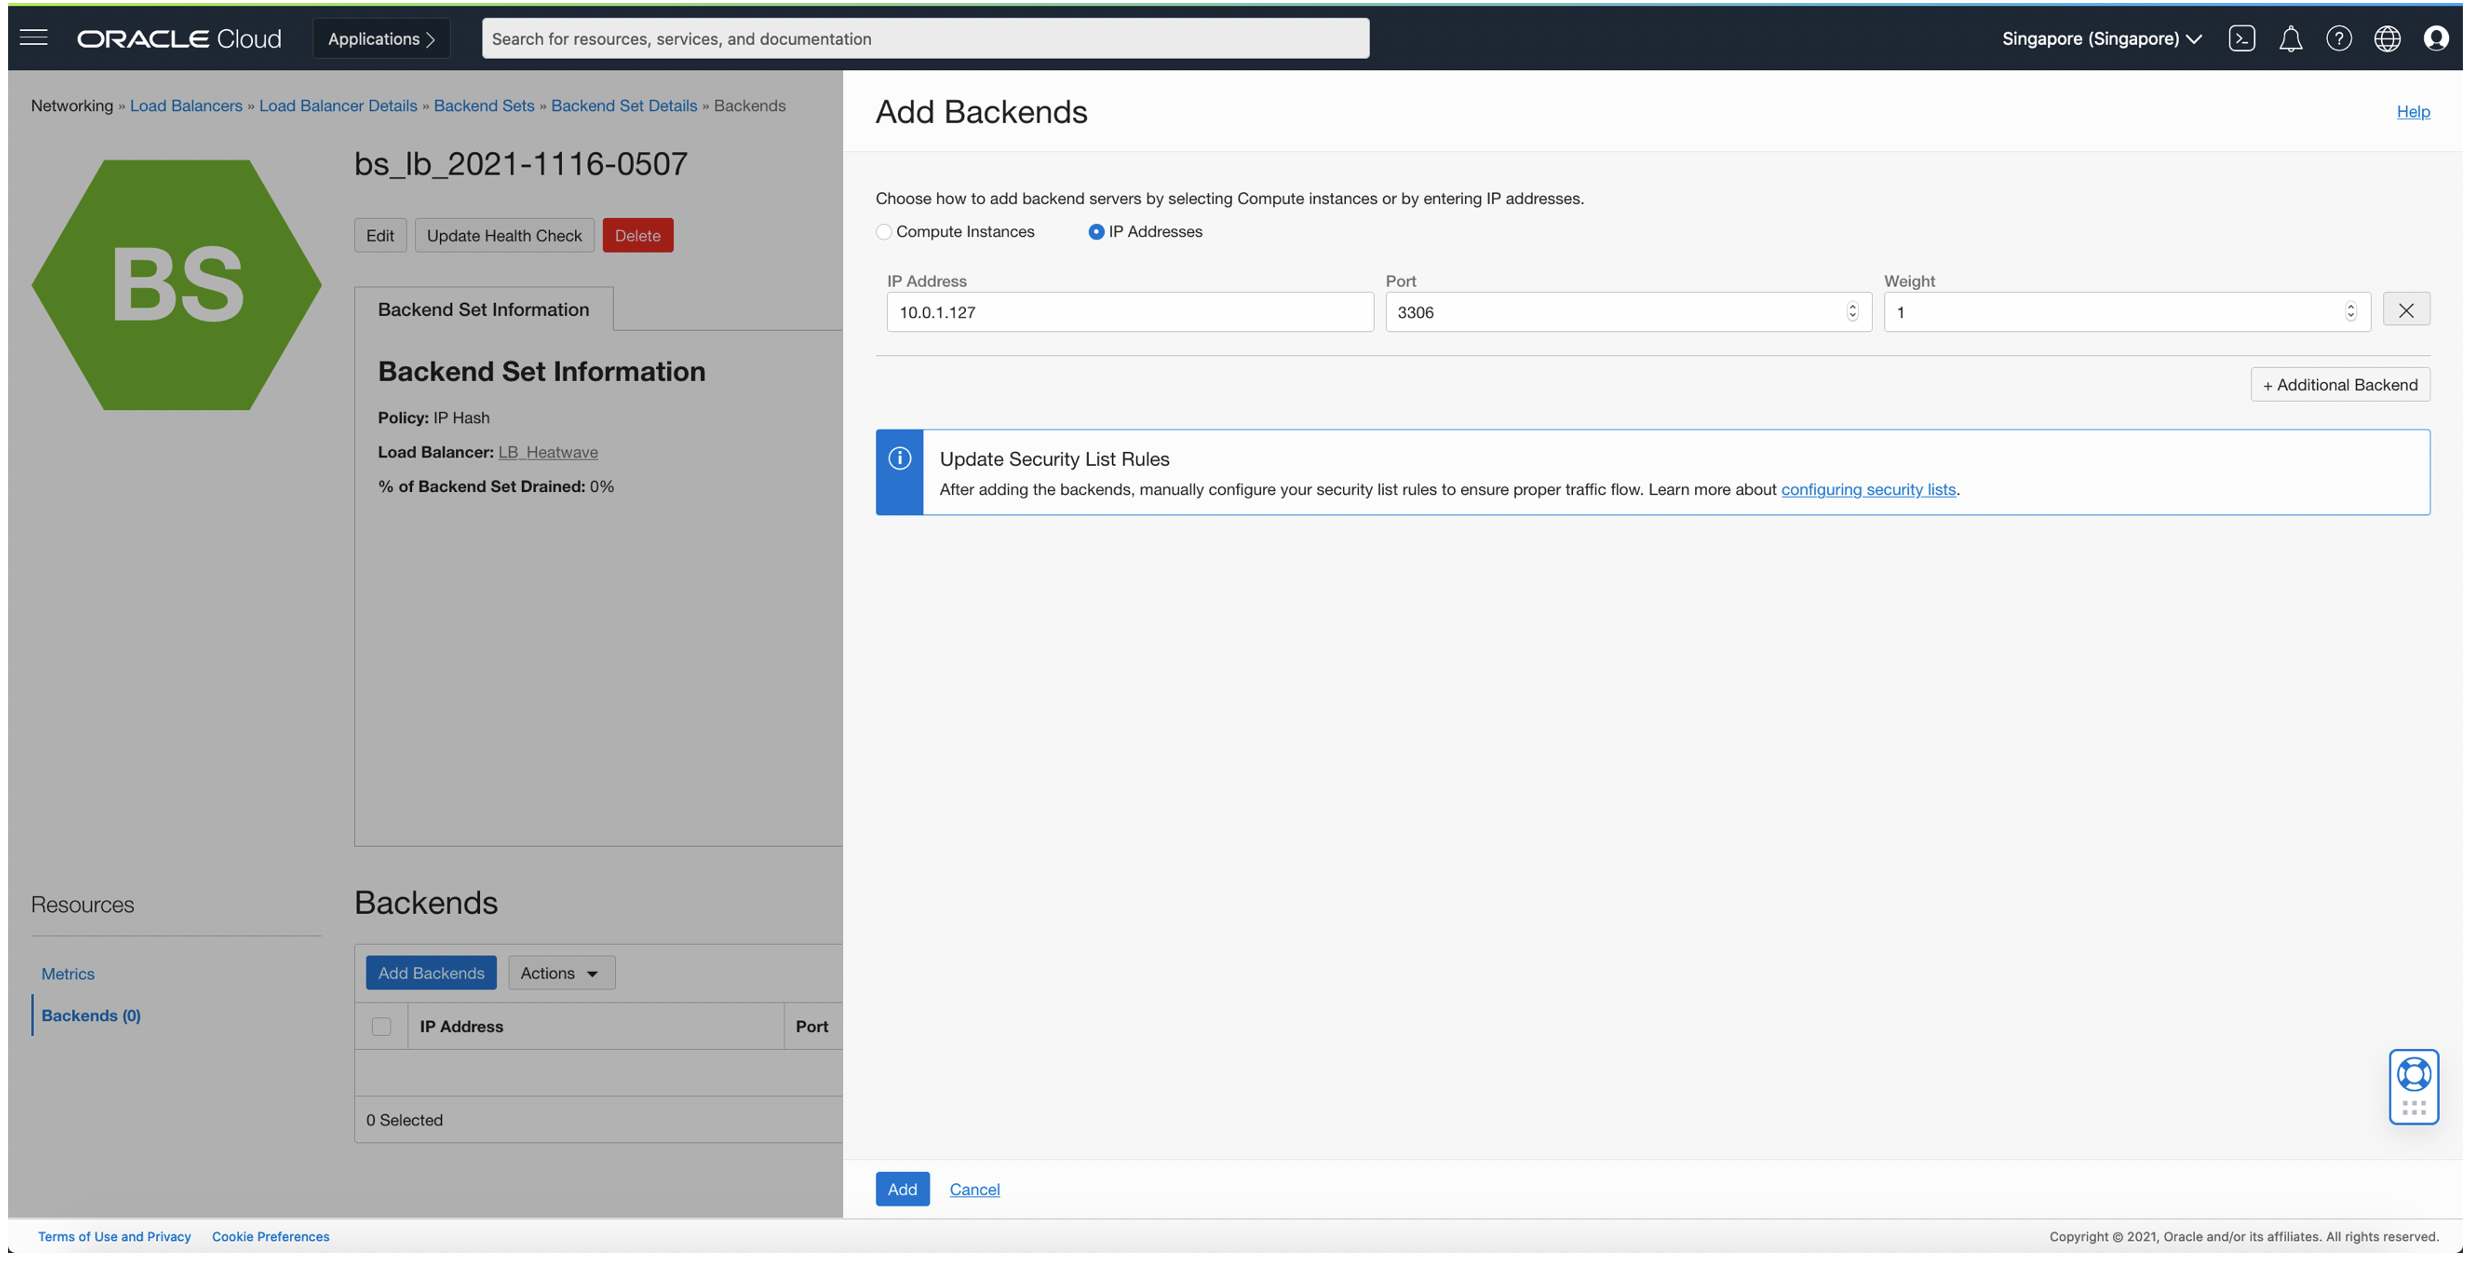 ORACLE Cloud
Applications
Search for resources, services, and documentation
Singapore (Singapore)
Networking » Load Balancers » Load Balancer Details » Backend Sets » Backend Set Details » Backends
BS
bs_lb_2021-1116-0507
Edit
Update Health Check
Delete
Backend Set Information
Backend Set Information
Policy: IP Hash
Load Balancer: LB_Heatwave
% of Backend Set Drained: 0%
Resources
Metrics
Backends (0)
Backends
Add Backends
Actions
IP Address Port
0 Selected
Add Backends
Help
Choose how to add backend servers by selecting Compute instances or by entering IP addresses.
Compute Instances IP Addresses
IP Address Port Weight
10.0.1.127 3306 1
+ Additional Backend
Update Security List Rules
After adding the backends, manually configure your security list rules to ensure proper traffic flow. Learn more about configuring security lists.
Add Cancel
Terms of Use and Privacy Cookie Preferences
Copyright © 2021, Oracle and/or its affiliates. All rights reserved.